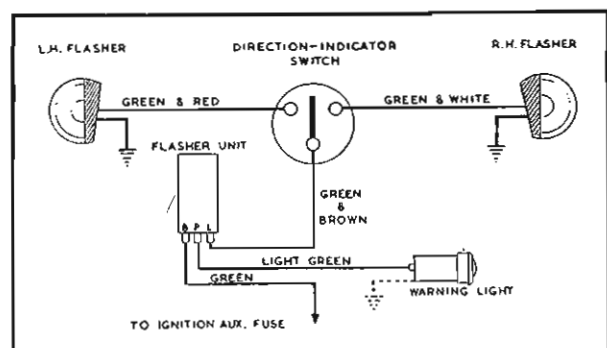 L.H. FLASHER
DIRECTION-INDICATOR
SWITCH
R.H. FLASHER
GREEN & RED
GREEN & WHITE
FLASHER UNIT
GREEN
&
BROWN
B P L
LIGHT GREEN
GREEN
WARNING LIGHT
TO IGNITION AUX. FUSE